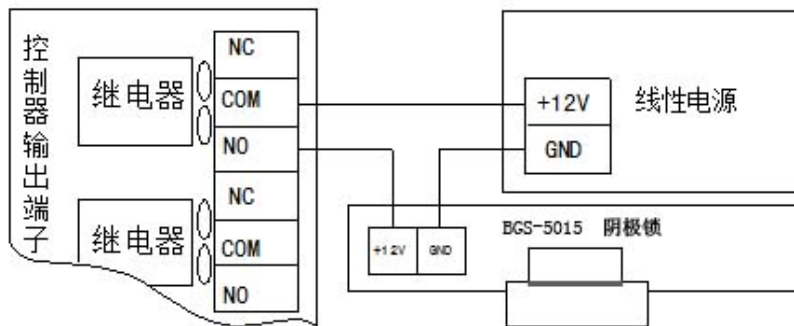 控制器输出端子
继电器
NC
COM
NO
继电器
NC
COM
NO
+12V
GND
线性电源
+12V
GND
BGS-5015 阴极锁